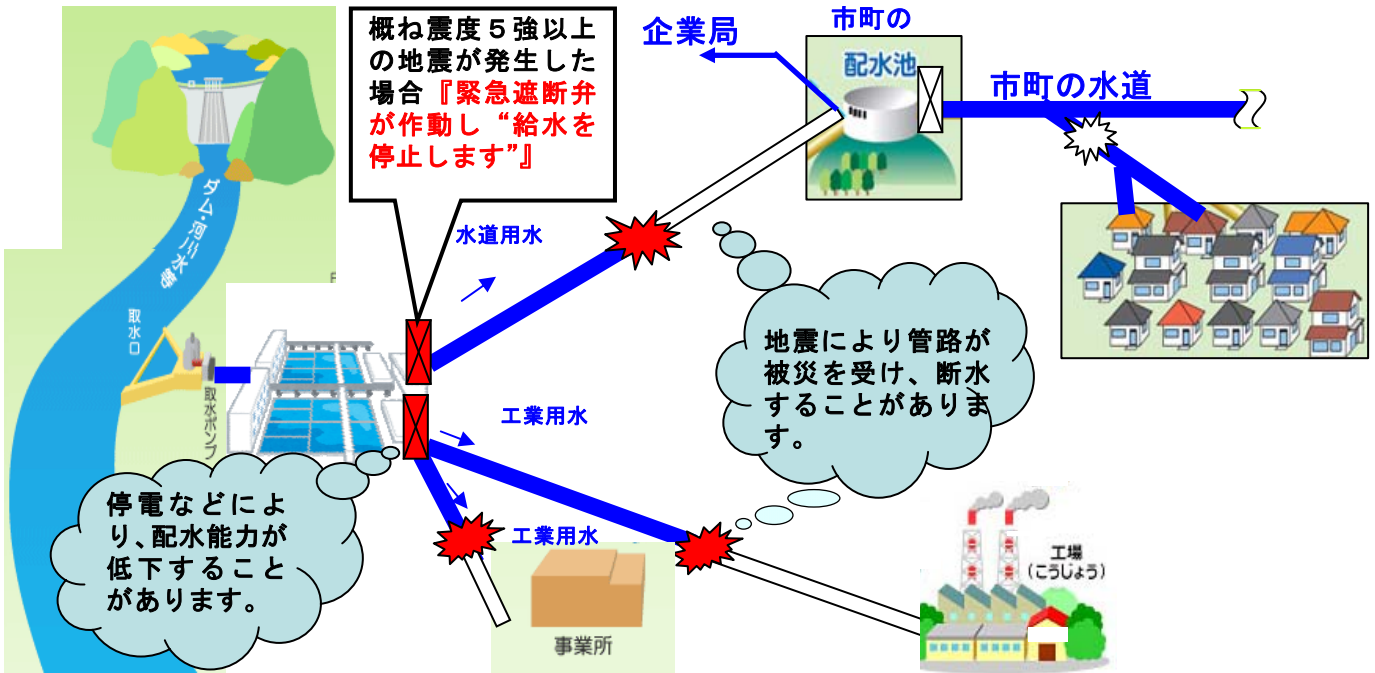 概ね震度５強以上
の地震が発生した
場合『緊急遮断弁
が作動し“給水を
停止します”』
企業局
市町の
配水池
市町の水道
ダム・河川水等
取水口
取水ポンプ
水道用水
工業用水
工業用水
地震により管路が
被災を受け、断水
することがありま
す。
停電などによ
り、配水能力が
低下すること
があります。
事業所
工場
(こうじょう)